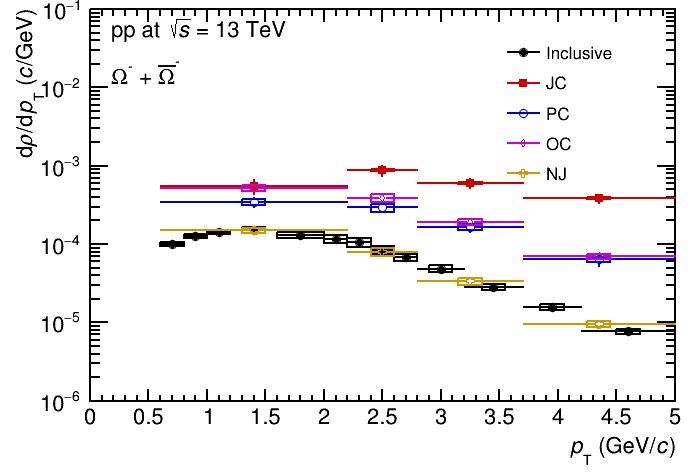 pp at √s = 13 TeV
Ω⁻ + Ω̅⁻
Inclusive
JC
PC
OC
NJ
dρ/dp_T (c/GeV)
10⁻¹
10⁻²
10⁻³
10⁻⁴
10⁻⁵
10⁻⁶
0 0.5 1 1.5 2 2.5 3 3.5 4 4.5 5
p_T (GeV/c)